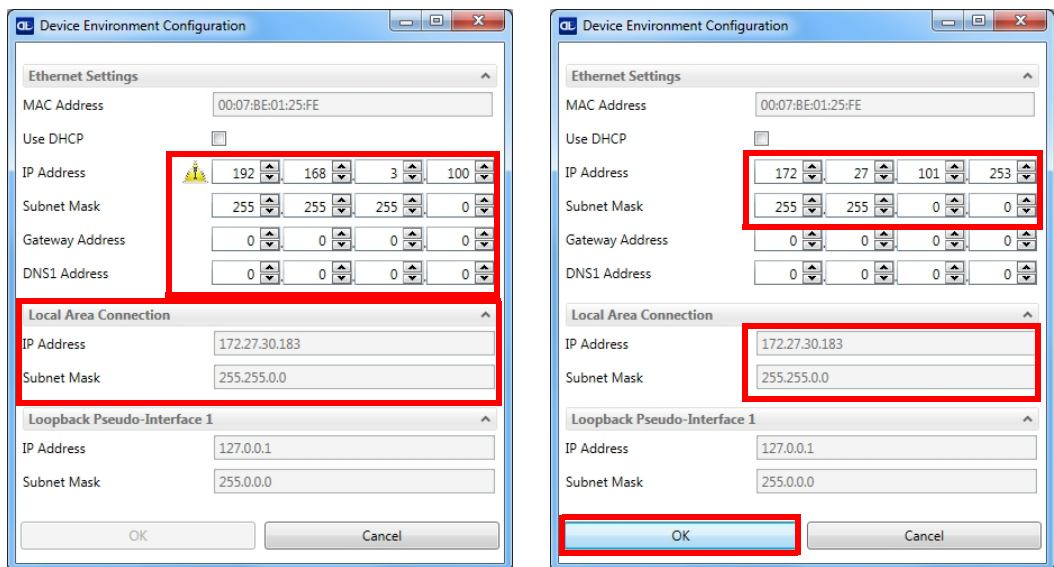 Device Environment Configuration
Ethernet Settings
MAC Address 00:07:BE:01:25:FE
Use DHCP
IP Address 192 . 168 . 3 . 100
Subnet Mask 255 . 255 . 255 . 0
Gateway Address 0 . 0 . 0 . 0
DNS1 Address 0 . 0 . 0 . 0
Local Area Connection
IP Address 172.27.30.183
Subnet Mask 255.255.0.0
Loopback Pseudo-Interface 1
IP Address 127.0.0.1
Subnet Mask 255.0.0.0
OK Cancel
Device Environment Configuration
Ethernet Settings
MAC Address 00:07:BE:01:25:FE
Use DHCP
IP Address 172 . 27 . 101 . 253
Subnet Mask 255 . 255 . 0 . 0
Gateway Address 0 . 0 . 0 . 0
DNS1 Address 0 . 0 . 0 . 0
Local Area Connection
IP Address 172.27.30.183
Subnet Mask 255.255.0.0
Loopback Pseudo-Interface 1
IP Address 127.0.0.1
Subnet Mask 255.0.0.0
OK Cancel